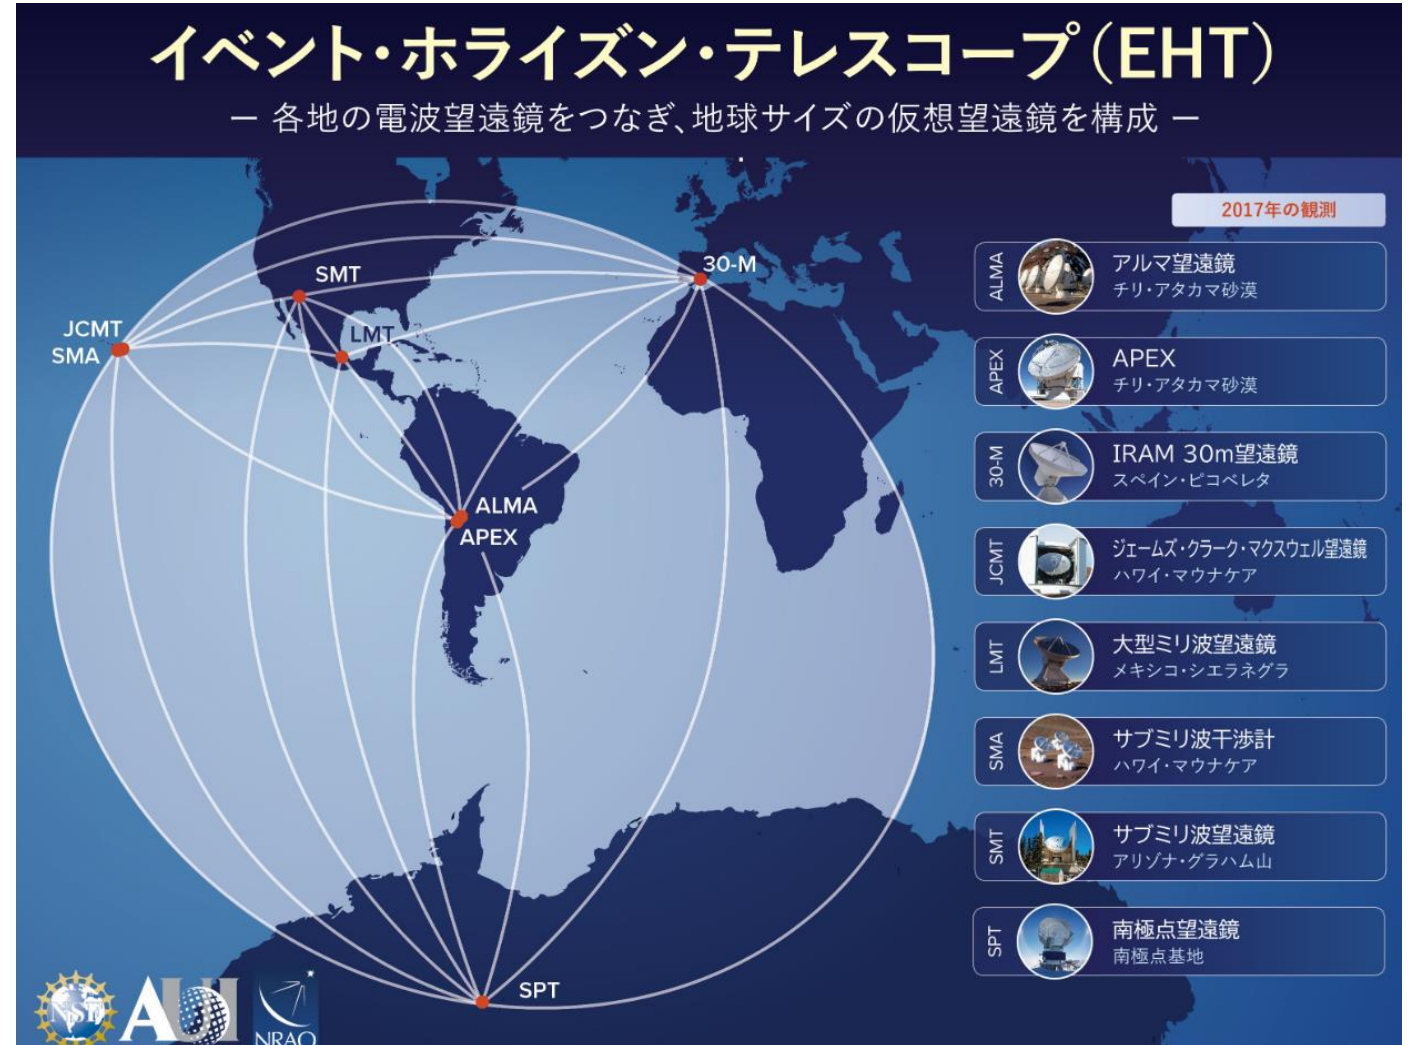 イベント・ホライズン・テレスコープ（EHT）
ー 各地の電波望遠鏡をつなぎ、地球サイズの仮想望遠鏡を構成 ー
2017年の観測
30-M
SMT
JCMT
SMA
LMT
ALMA
APEX
SPT
ALMA
アルマ望遠鏡
チリ・アタカマ砂漠
APEX
APEX
チリ・アタカマ砂漠
30-M
IRAM 30m望遠鏡
スペイン・ピコベレタ
JCMT
ジェームズ・クラーク・マクスウェル望遠鏡
ハワイ・マウナケア
LMT
大型ミリ波望遠鏡
メキシコ・シエラネグラ
SMA
サブミリ波干渉計
ハワイ・マウナケア
SMT
サブミリ波望遠鏡
アリゾナ・グラハム山
SPT
南極点望遠鏡
南極点基地
NSF
AUI
NRAO